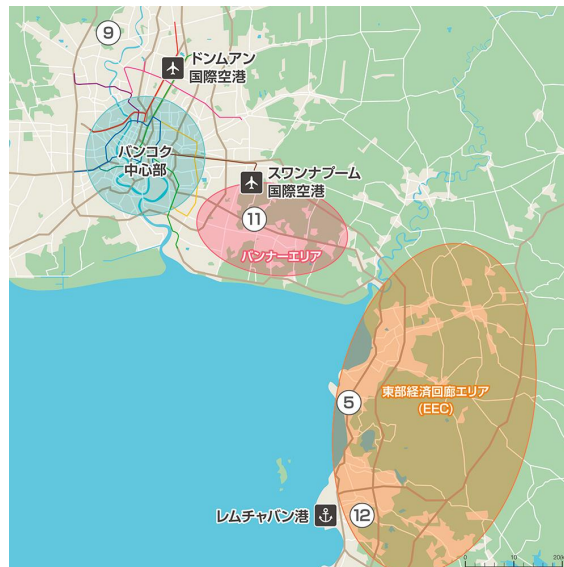 9
ドンムアン
国際空港
バンコク
中心部
スワンナプーム
国際空港
11
バンナーエリア
5
東部経済回廊エリア
(EEC)
レムチャバン港
12
0
10